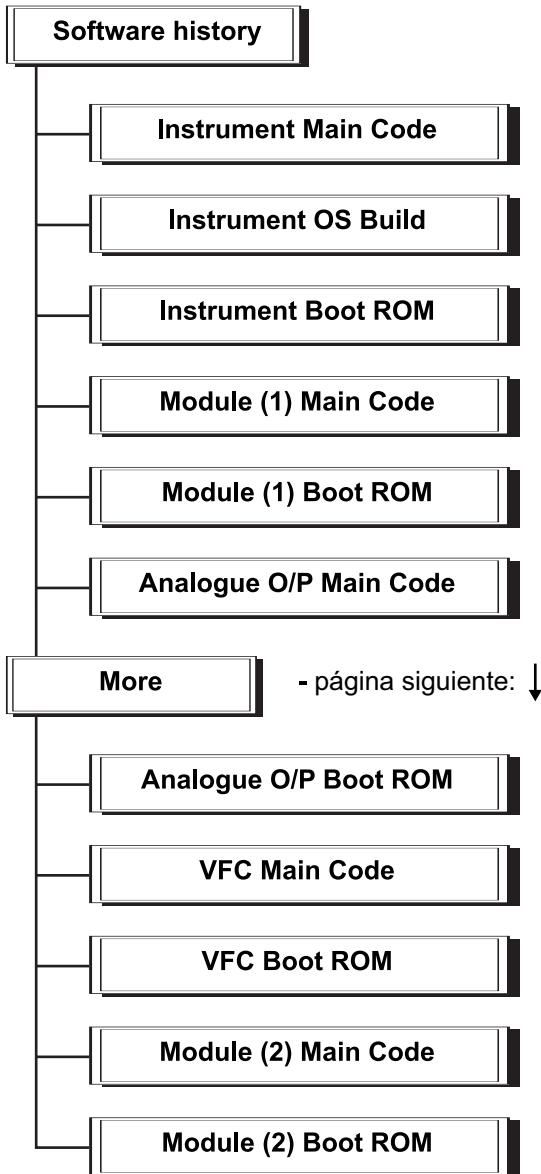 Software history
Instrument Main Code
Instrument OS Build
Instrument Boot ROM
Module (1) Main Code
Module (1) Boot ROM
Analogue O/P Main Code
More - página siguiente: ↓
Analogue O/P Boot ROM
VFC Main Code
VFC Boot ROM
Module (2) Main Code
Module (2) Boot ROM